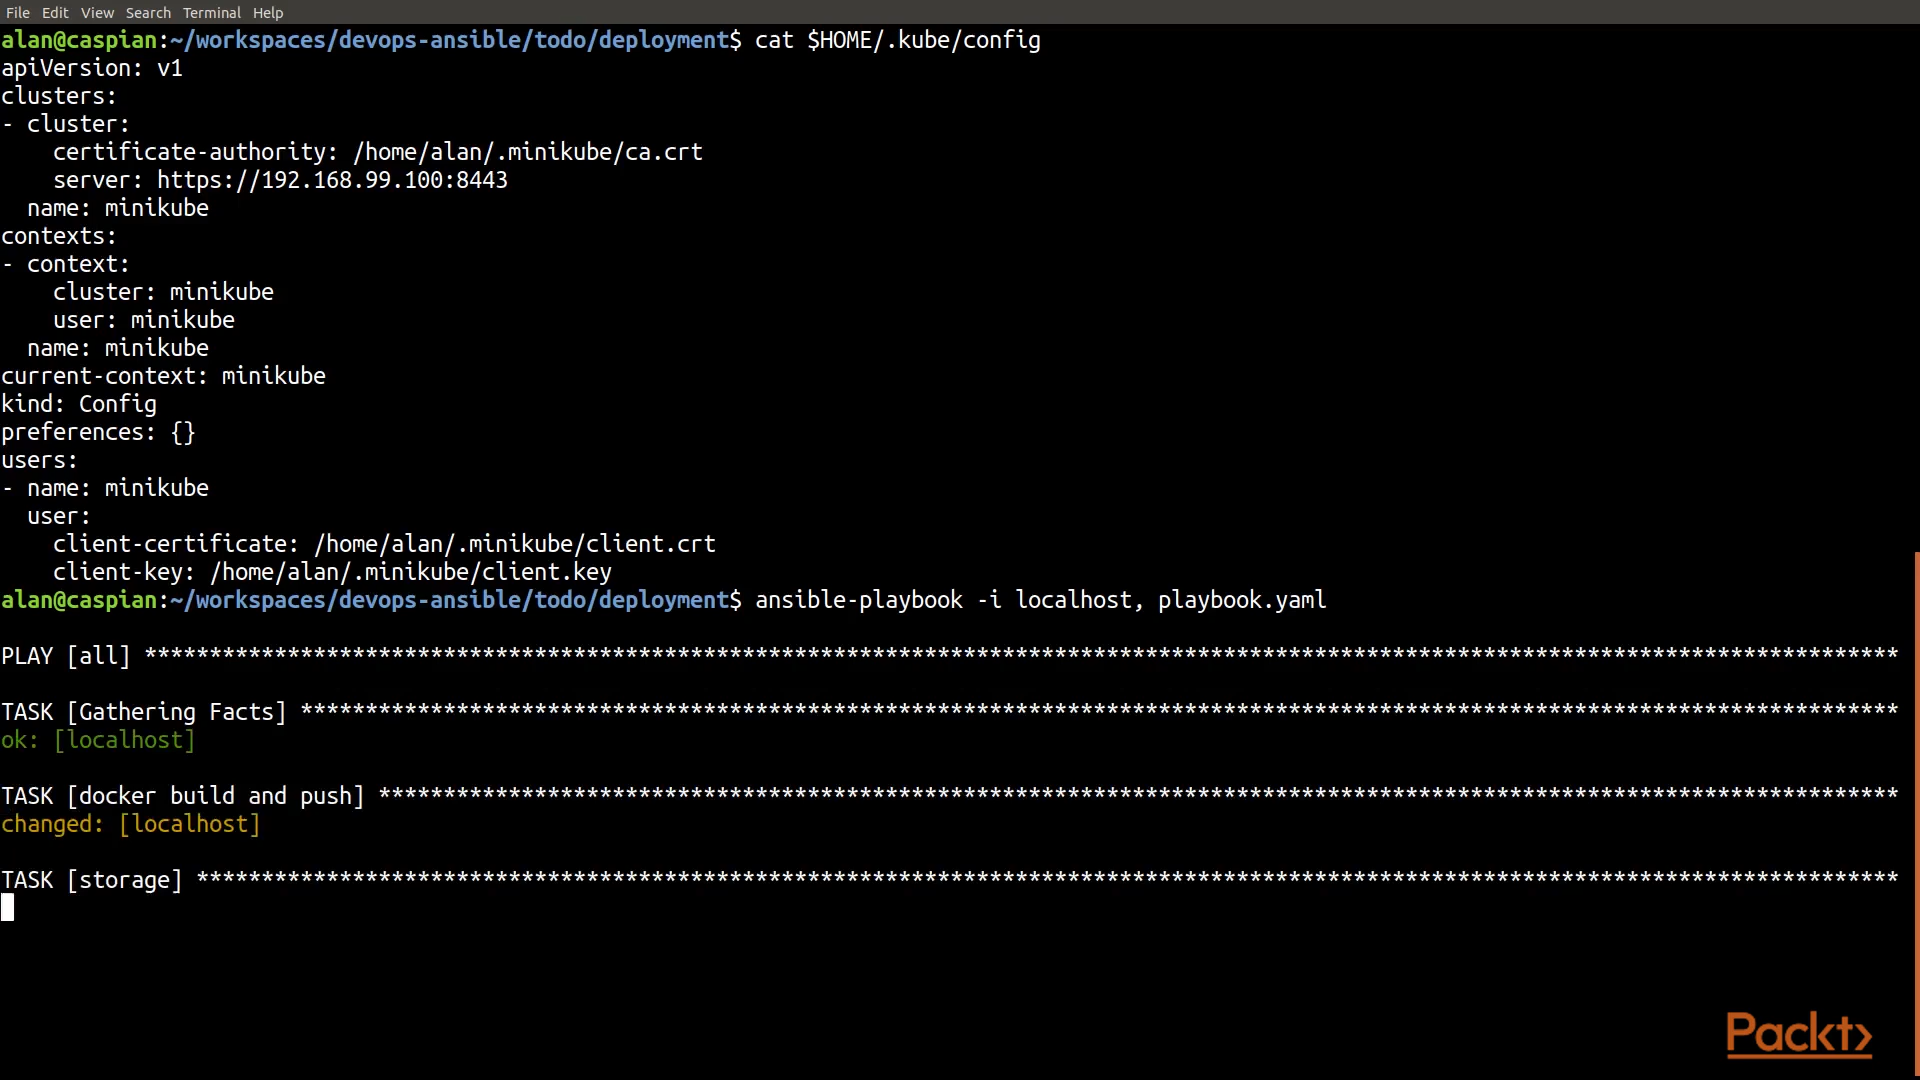 File Edit View Search Terminal Help
alan@caspian:~/workspaces/devops-ansible/todo/deployment$ cat $HOME/.kube/config
apiVersion: v1
clusters:
- cluster:
    certificate-authority: /home/alan/.minikube/ca.crt
    server: https://192.168.99.100:8443
  name: minikube
contexts:
- context:
    cluster: minikube
    user: minikube
  name: minikube
current-context: minikube
kind: Config
preferences: {}
users:
- name: minikube
  user:
    client-certificate: /home/alan/.minikube/client.crt
    client-key: /home/alan/.minikube/client.key
alan@caspian:~/workspaces/devops-ansible/todo/deployment$ ansible-playbook -i localhost, playbook.yaml
PLAY [all] ***************************************************************************************************************************************
TASK [Gathering Facts] ***************************************************************************************************************************
ok: [localhost]
TASK [docker build and push] *********************************************************************************************************************
changed: [localhost]
TASK [storage] ***********************************************************************************************************************************
Packt>